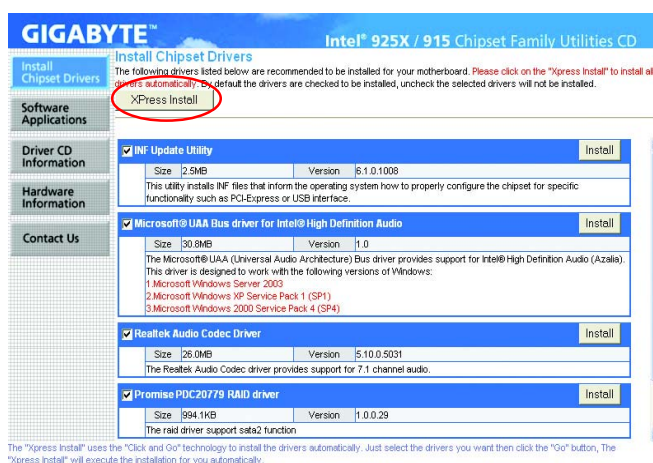 GIGABYTE™
Intel® 925X / 915 Chipset Family Utilities CD
Install
Chipset Drivers
Software
Applications
Driver CD
Information
Hardware
Information
Contact Us
Install Chipset Drivers
The following drivers listed below are recommended to be installed for your motherboard. Please click on the "Xpress Install" to install all
drivers automatically. By default the drivers are checked to be installed, uncheck the selected drivers will not be installed.
XPress Install
INF Update Utility Install
Size 2.5MB Version 6.1.0.1008
This utility installs INF files that inform the operating system how to properly configure the chipset for specific
functionality such as PCI-Express or USB interface.
Microsoft® UAA Bus driver for Intel® High Definition Audio Install
Size 30.8MB Version 1.0
The Microsoft® UAA (Universal Audio Architecture) Bus driver provides support for Intel® High Definition Audio (Azalia).
This driver is designed to work with the following versions of Windows:
1.Microsoft Windows Server 2003
2.Microsoft Windows XP Service Pack 1 (SP1)
3.Microsoft Windows 2000 Service Pack 4 (SP4)
Realtek Audio Codec Driver Install
Size 26.0MB Version 5.10.0.5031
The Realtek Audio Codec driver provides support for 7.1 channel audio.
Promise PDC20779 RAID driver Install
Size 994.1KB Version 1.0.0.29
The raid driver support sata2 function
The "Xpress Install" uses the "Click and Go" technology to install the drivers automatically. Just select the drivers you want then click the "Go" button, The
"Xpress Install" will execute the installation for you automatically.